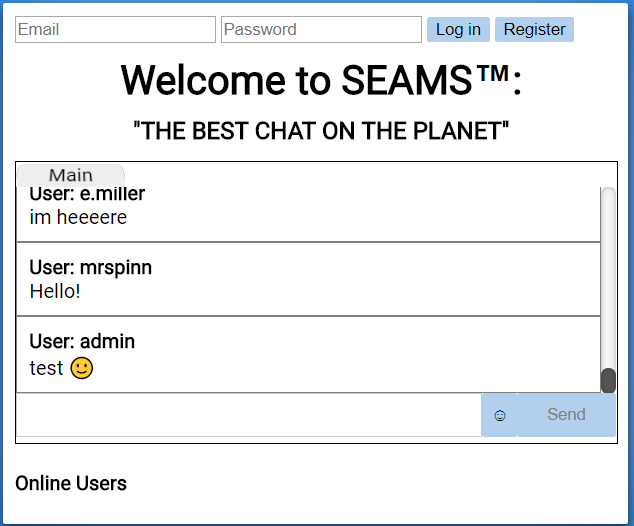 Email Password Log in Register
Welcome to SEAMS™:
"THE BEST CHAT ON THE PLANET"
Main
User: e.miller
im heeeere
User: mrspinn
Hello!
User: admin
test 🙂
☺ Send
Online Users